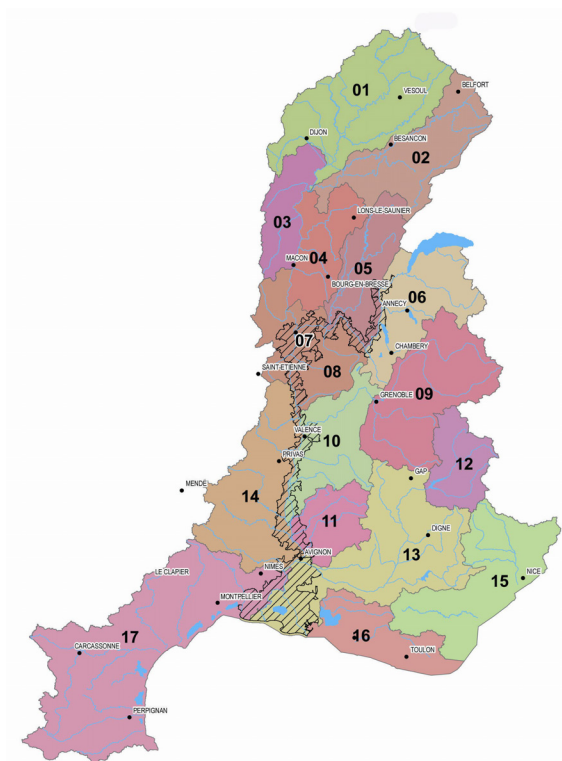 01
BELFORT
VESOUL
DIJON
BESANCON
02
03
LONS-LE-SAUNIER
04
MACON
05
BOURG-EN-BRESSE
06
ANNECY
07
CHAMBERY
08
SAINT-ETIENNE
09
GRENOBLE
VALENCE
10
PRIVAS
12
GAP
MENDE
14
11
DIGNE
13
AVIGNON
LE CLAPIER
NIMES
15
NICE
MONTPELLIER
17
16
CARCASSONNE
TOULON
PERPIGNAN